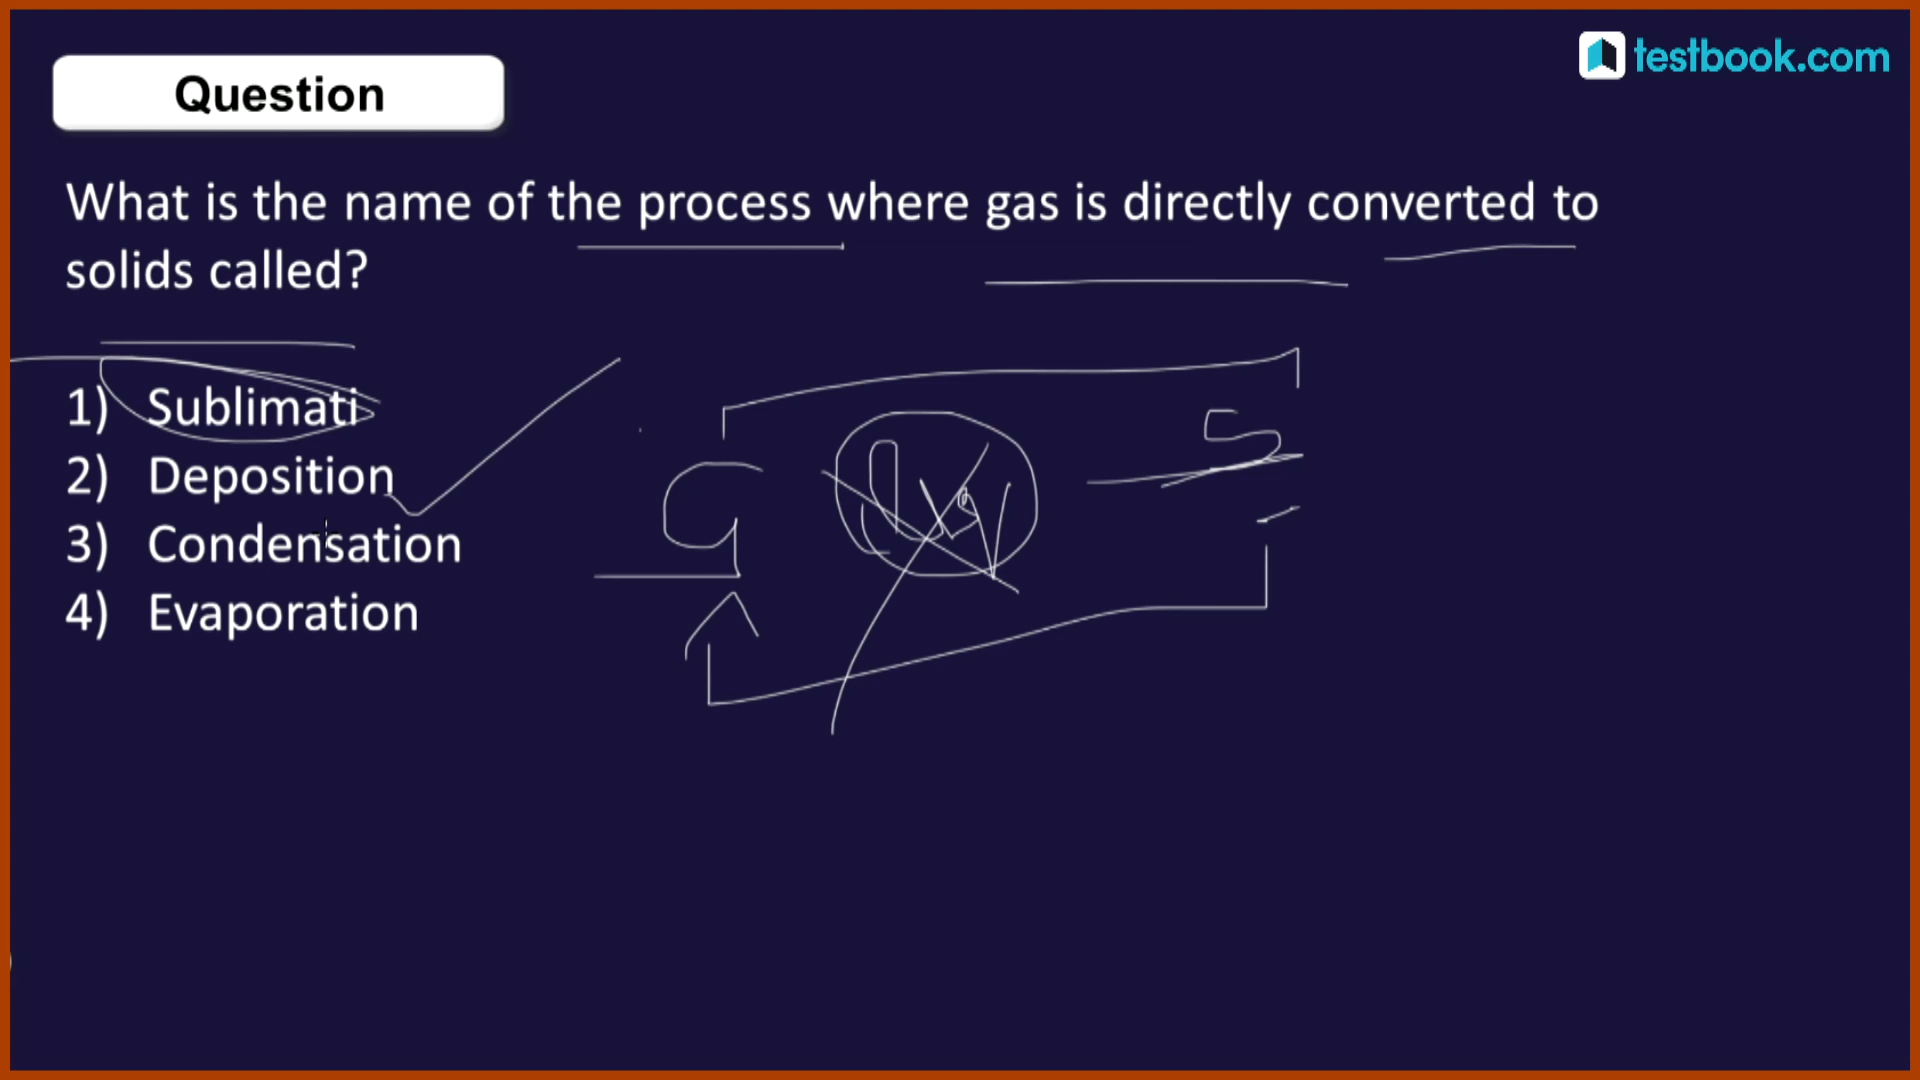 testbook.com
Question
What is the name of the process where gas is directly converted to
solids called?
1) Sublimati
2) Deposition
3) Condensation
4) Evaporation
G S